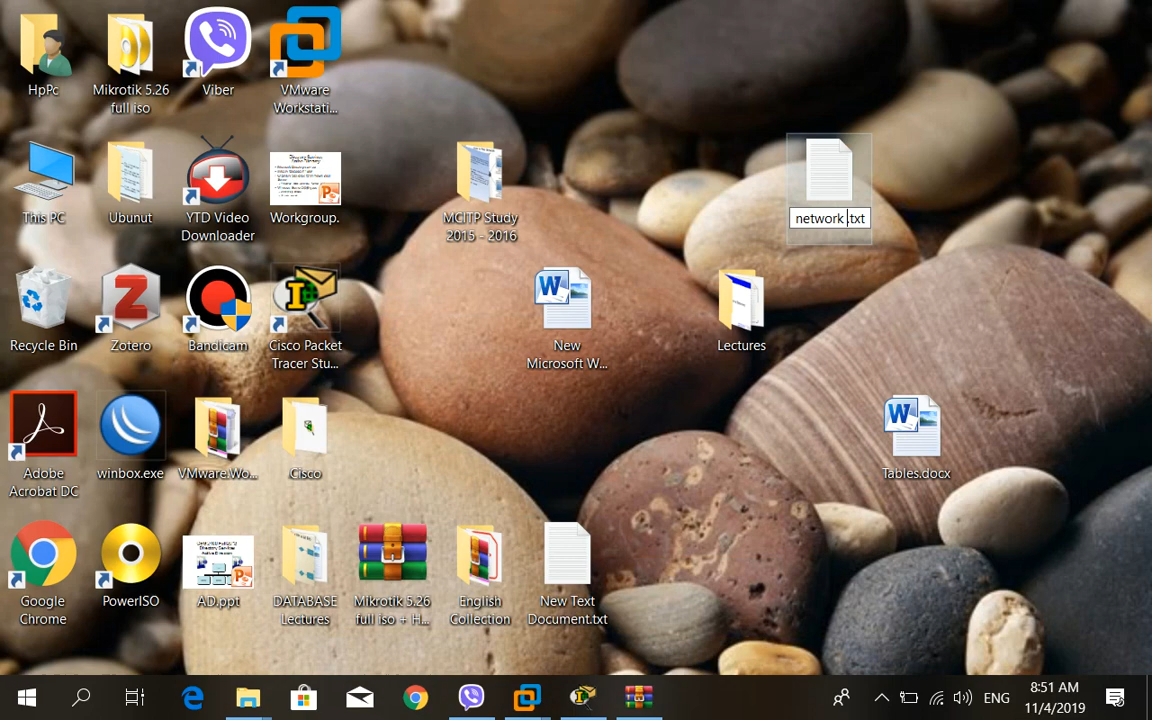 HpPc
Mikrotik 5.26
full iso
Viber
VMware
Workstati...
This PC
Ubunut
YTD Video
Downloader
Workgroup.
MCITP Study
2015 - 2016
network .txt
Recycle Bin
Zotero
Bandicam
Cisco Packet
Tracer Stu...
New
Microsoft W...
Lectures
Adobe
Acrobat DC
winbox.exe
VMware.Wo...
Cisco
Tables.docx
Google
Chrome
PowerISO
AD.ppt
DATABASE
Lectures
Mikrotik 5.26
full iso + H...
English
Collection
New Text
Document.txt
ENG
8:51 AM
11/4/2019